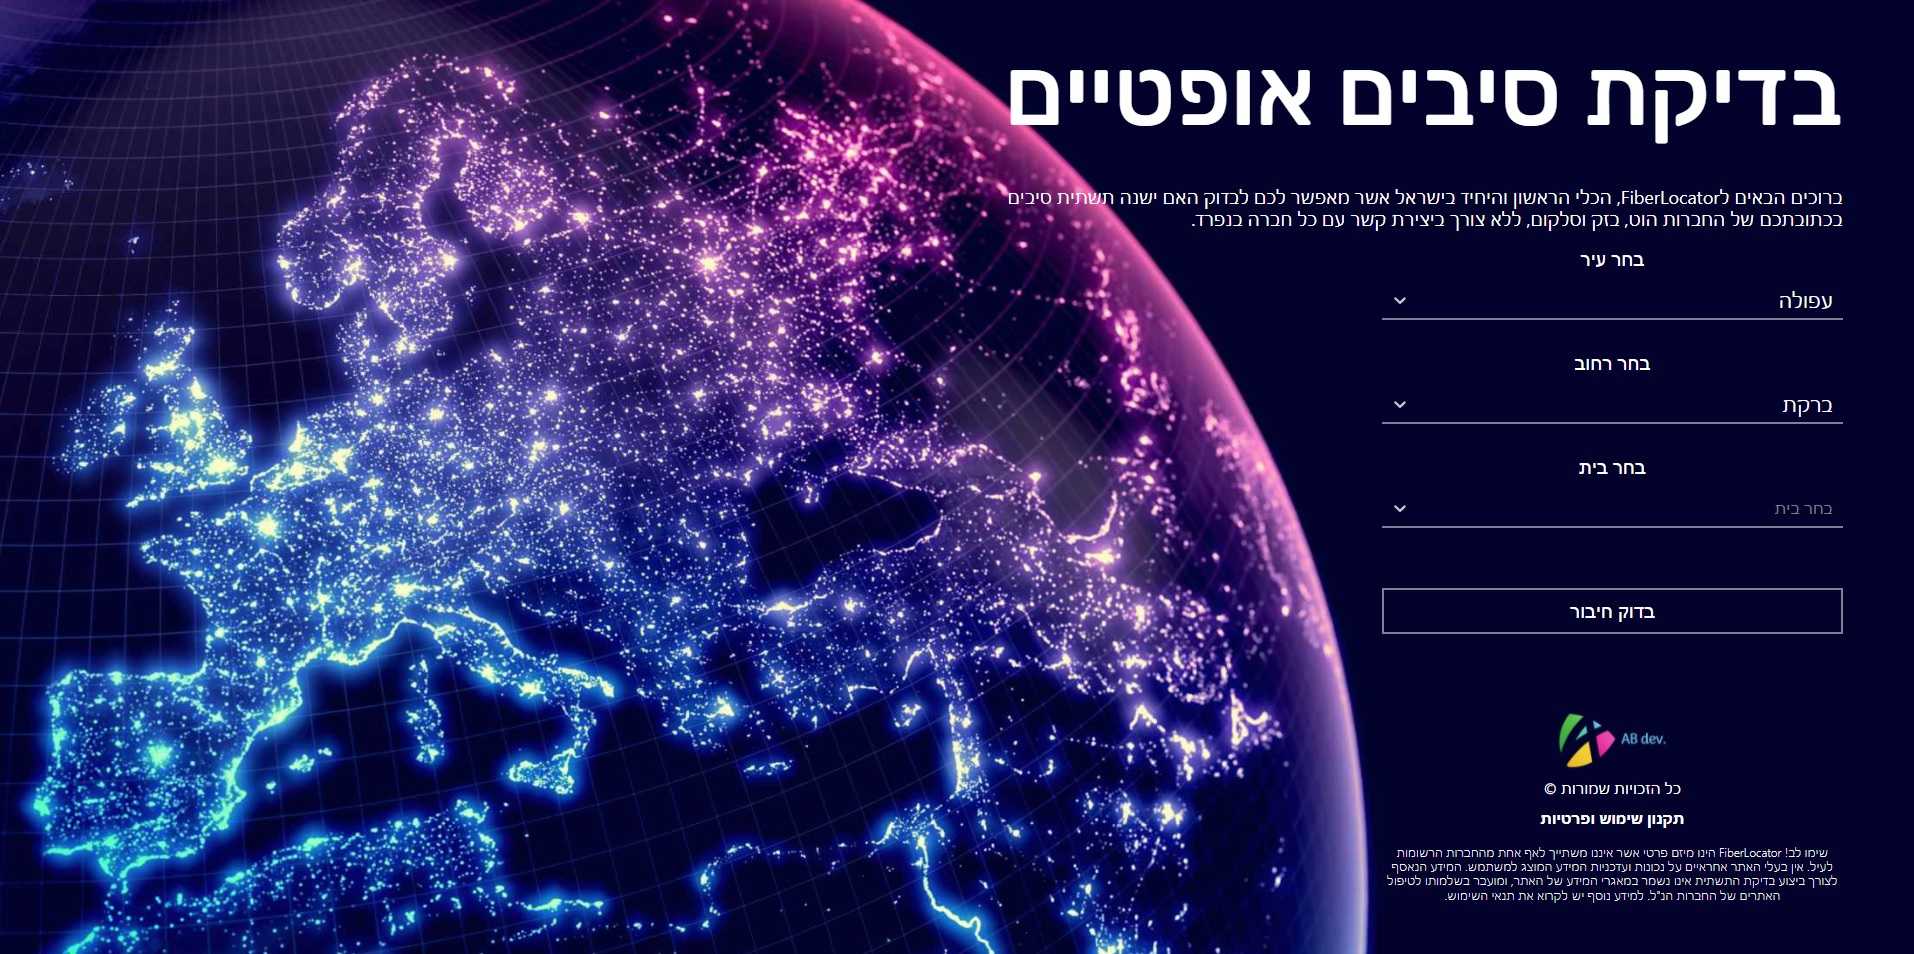 בדיקת סיבים אופטיים
ברוכים הבאים לFiberLocator, הכלי הראשון והיחיד בישראל אשר מאפשר לכם לבדוק האם ישנה תשתית סיבים
בכתובתכם של החברות הוט, בזק וסלקום, ללא צורך ביצירת קשר עם כל חברה בנפרד.
בחר עיר
עפולה
בחר רחוב
ברקת
בחר בית
בחר בית
בדוק חיבור
AB dev.
כל הזכויות שמורות ©
תקנון שימוש ופרטיות
שימו לב! FiberLocator הינו מיזם פרטי אשר איננו משתייך לאף אחת מהחברות הרשומות
לעיל. אין בעלי האתר אחראיים על נכונות ועדכניות המידע המוצג למשתמש. המידע הנאסף
לצורך ביצוע בדיקת התשתית אינו נשמר במאגרי המידע של האתר, ומועבר בשלמותו לטיפול
האתרים של החברות הנ"ל. למידע נוסף יש לקרוא את תנאי השימוש.